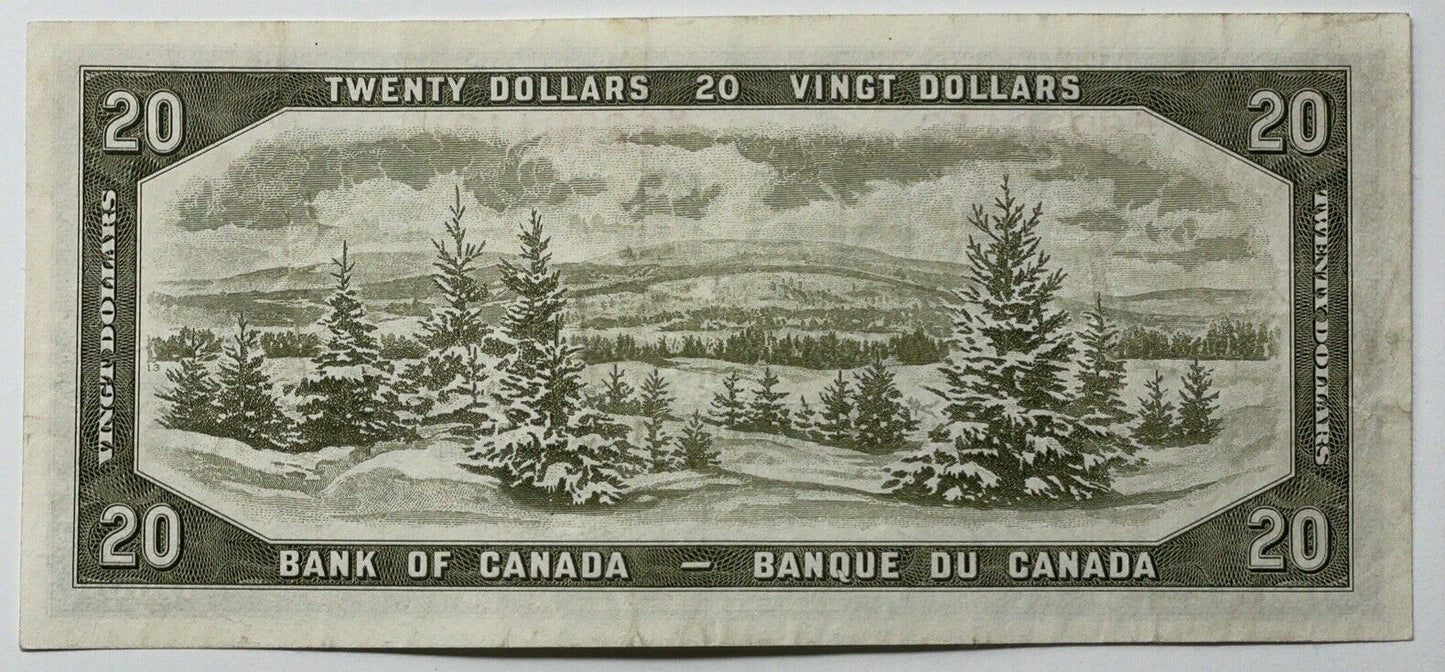 TWENTY DOLLARS 20 VINGT DOLLARS
20
20
VINGT DOLLARS
TWENTY DOLLARS
13
20
20
BANK OF CANADA — BANQUE DU CANADA